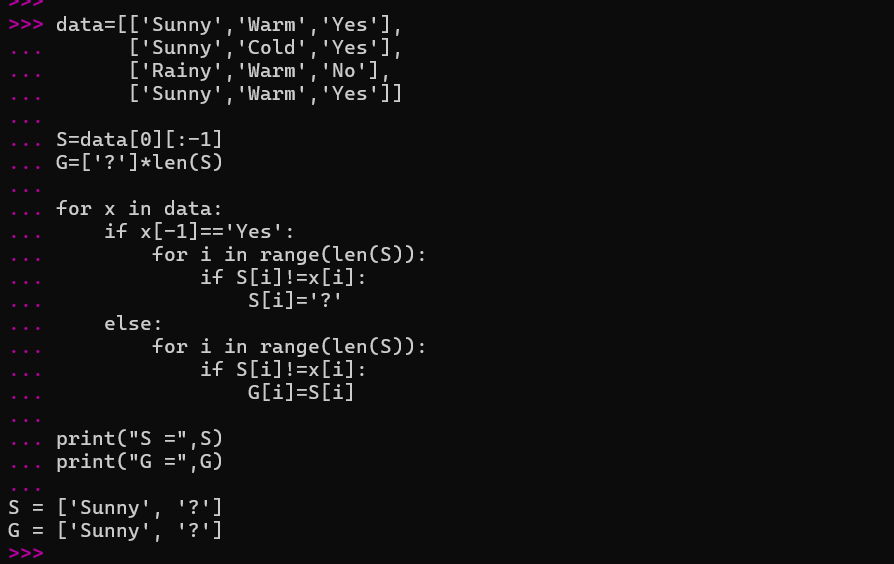 >>>
>>> data=[['Sunny','Warm','Yes'],
...       ['Sunny','Cold','Yes'],
...       ['Rainy','Warm','No'],
...       ['Sunny','Warm','Yes']]
...
... S=data[0][:-1]
... G=['?']*len(S)
...
... for x in data:
...     if x[-1]=='Yes':
...         for i in range(len(S)):
...             if S[i]!=x[i]:
...                 S[i]='?'
...     else:
...         for i in range(len(S)):
...             if S[i]!=x[i]:
...                 G[i]=S[i]
...
... print("S =",S)
... print("G =",G)
...
S = ['Sunny', '?']
G = ['Sunny', '?']
>>>